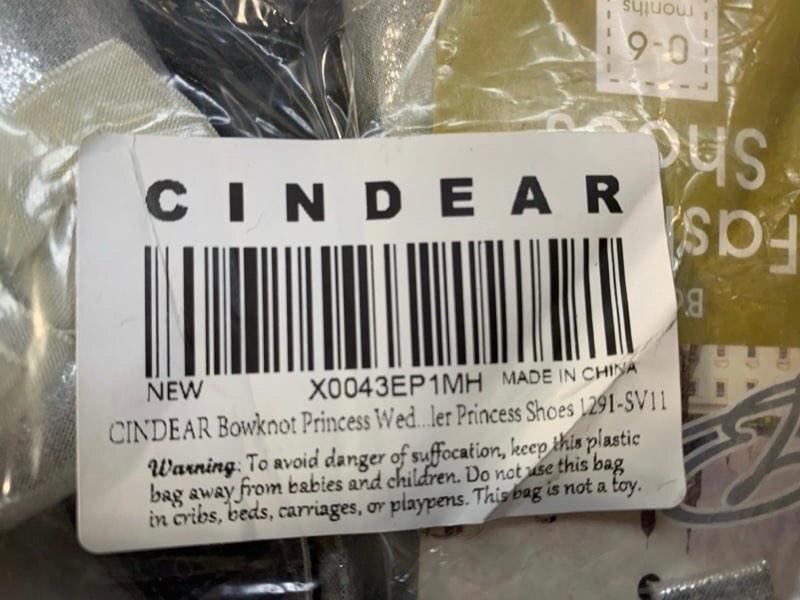 0-6
months
Shoes
CINDEAR
NEW X0043EP1MH MADE IN CHINA
CINDEAR Bowknot Princess Wed...ler Princess Shoes 1291-SV11
Warning: To avoid danger of suffocation, keep this plastic
bag away from babies and children. Do not use this bag
in cribs, beds, carriages, or playpens. This bag is not a toy.